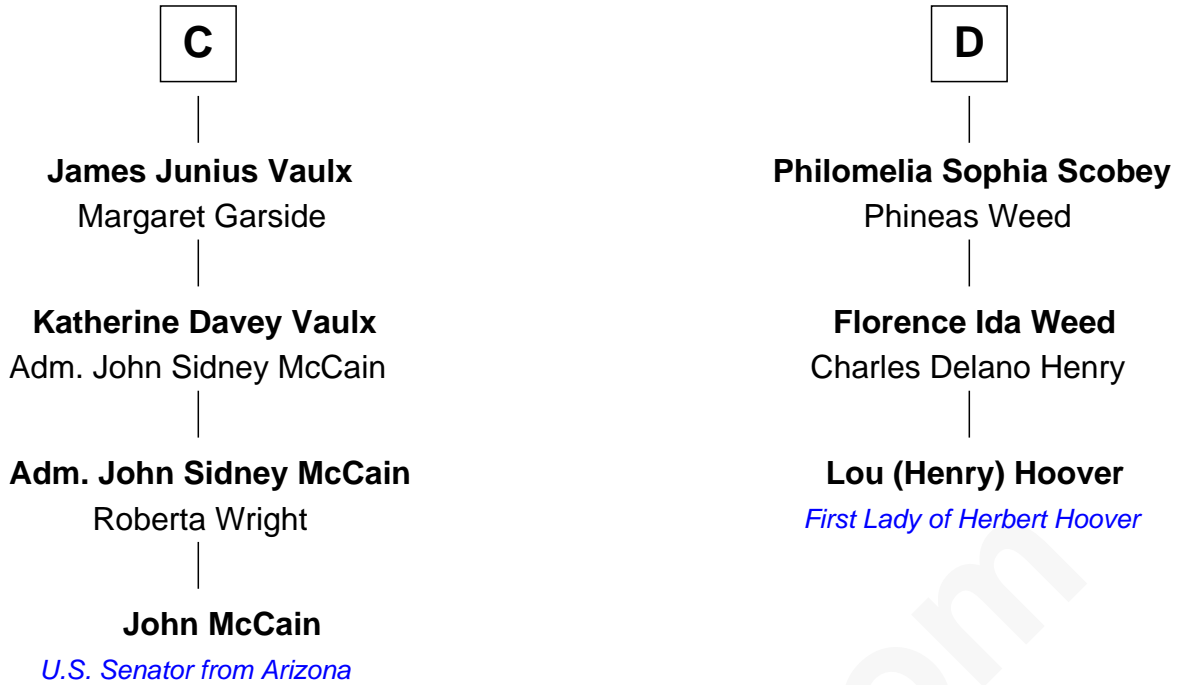 C
James Junius Vaulx
Margaret Garside
Katherine Davey Vaulx
Adm. John Sidney McCain
Adm. John Sidney McCain
Roberta Wright
John McCain
U.S. Senator from Arizona
D
Philomelia Sophia Scobey
Phineas Weed
Florence Ida Weed
Charles Delano Henry
Lou (Henry) Hoover
First Lady of Herbert Hoover
om